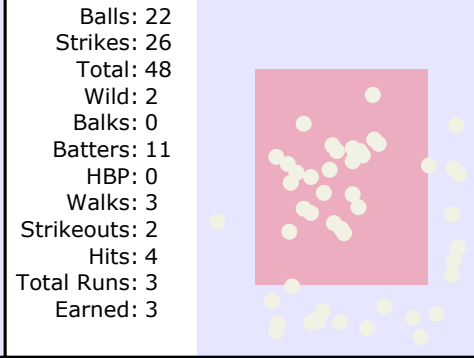 Balls: 22
Strikes: 26
Total: 48
Wild: 2
Balks: 0
Batters: 11
HBP: 0
Walks: 3
Strikeouts: 2
Hits: 4
Total Runs: 3
Earned: 3